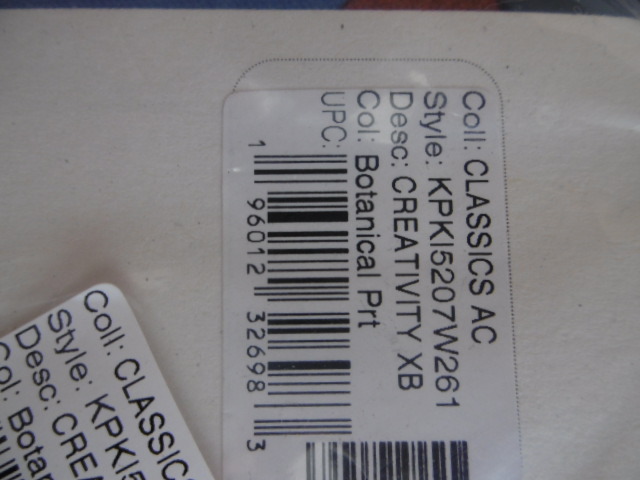 Coll: CLASSICS AC
Style: KPKI5207W261
Desc: CREATIVITY XB
Col: Botanical Prt
UPC:
1 96012 32698 3
Coll: CLASSICS
Style: KPKI5
Desc: CREA
Col: Botan